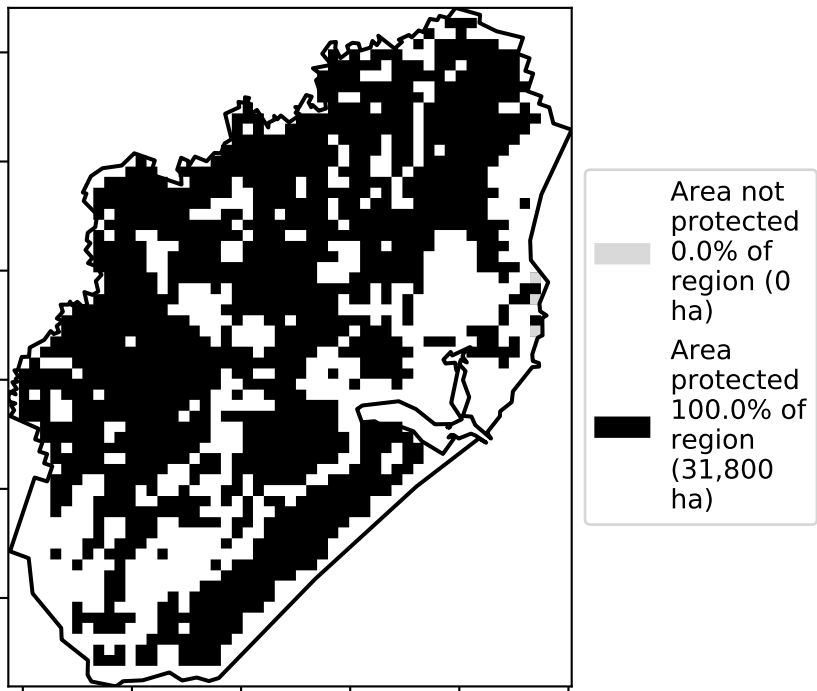 Area not
protected
0.0% of
region (0
ha)
Area
protected
100.0% of
region
(31,800
ha)